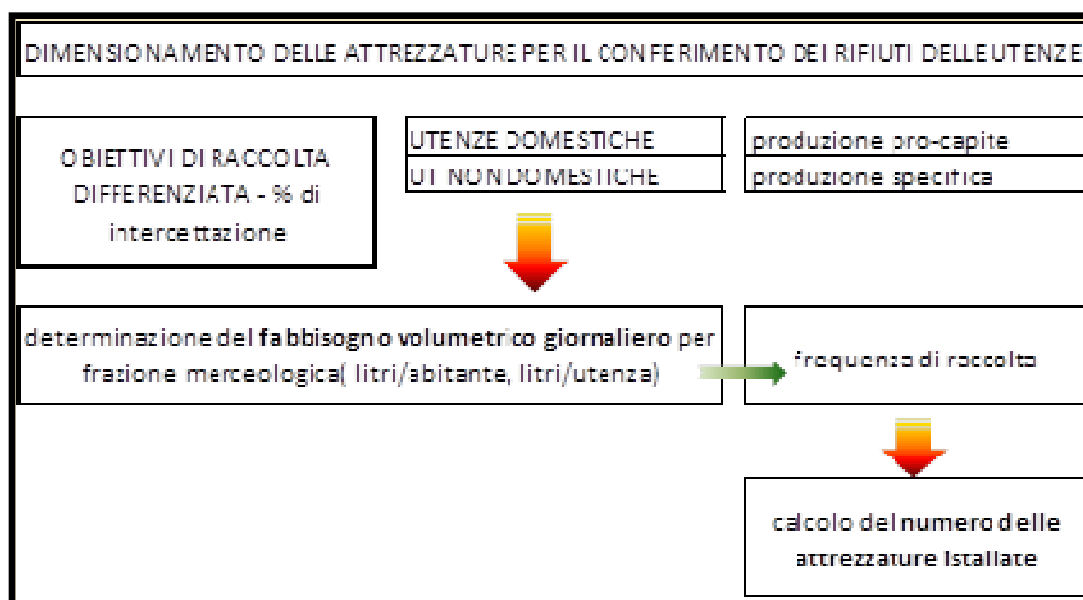 DIMENSIONAMENTO DELLE ATTREZZATURE PER IL CONFERIMENTO DEI RIFIUTI DELLE UTENZE
OBIETTIVI DI RACCOLTA
DIFFERENZIATA - % di
intercettazione
UTENZE DOMESTICHE
produzione pro-capite
UT NON DOMESTICHE
produzione specifica
determinazione del fabbisogno volumetrico giornaliero per
frazione merceologica( litri/abitante, litri/utenza)
frequenza di raccolta
calcolo del numero delle
attrezzature Istallate